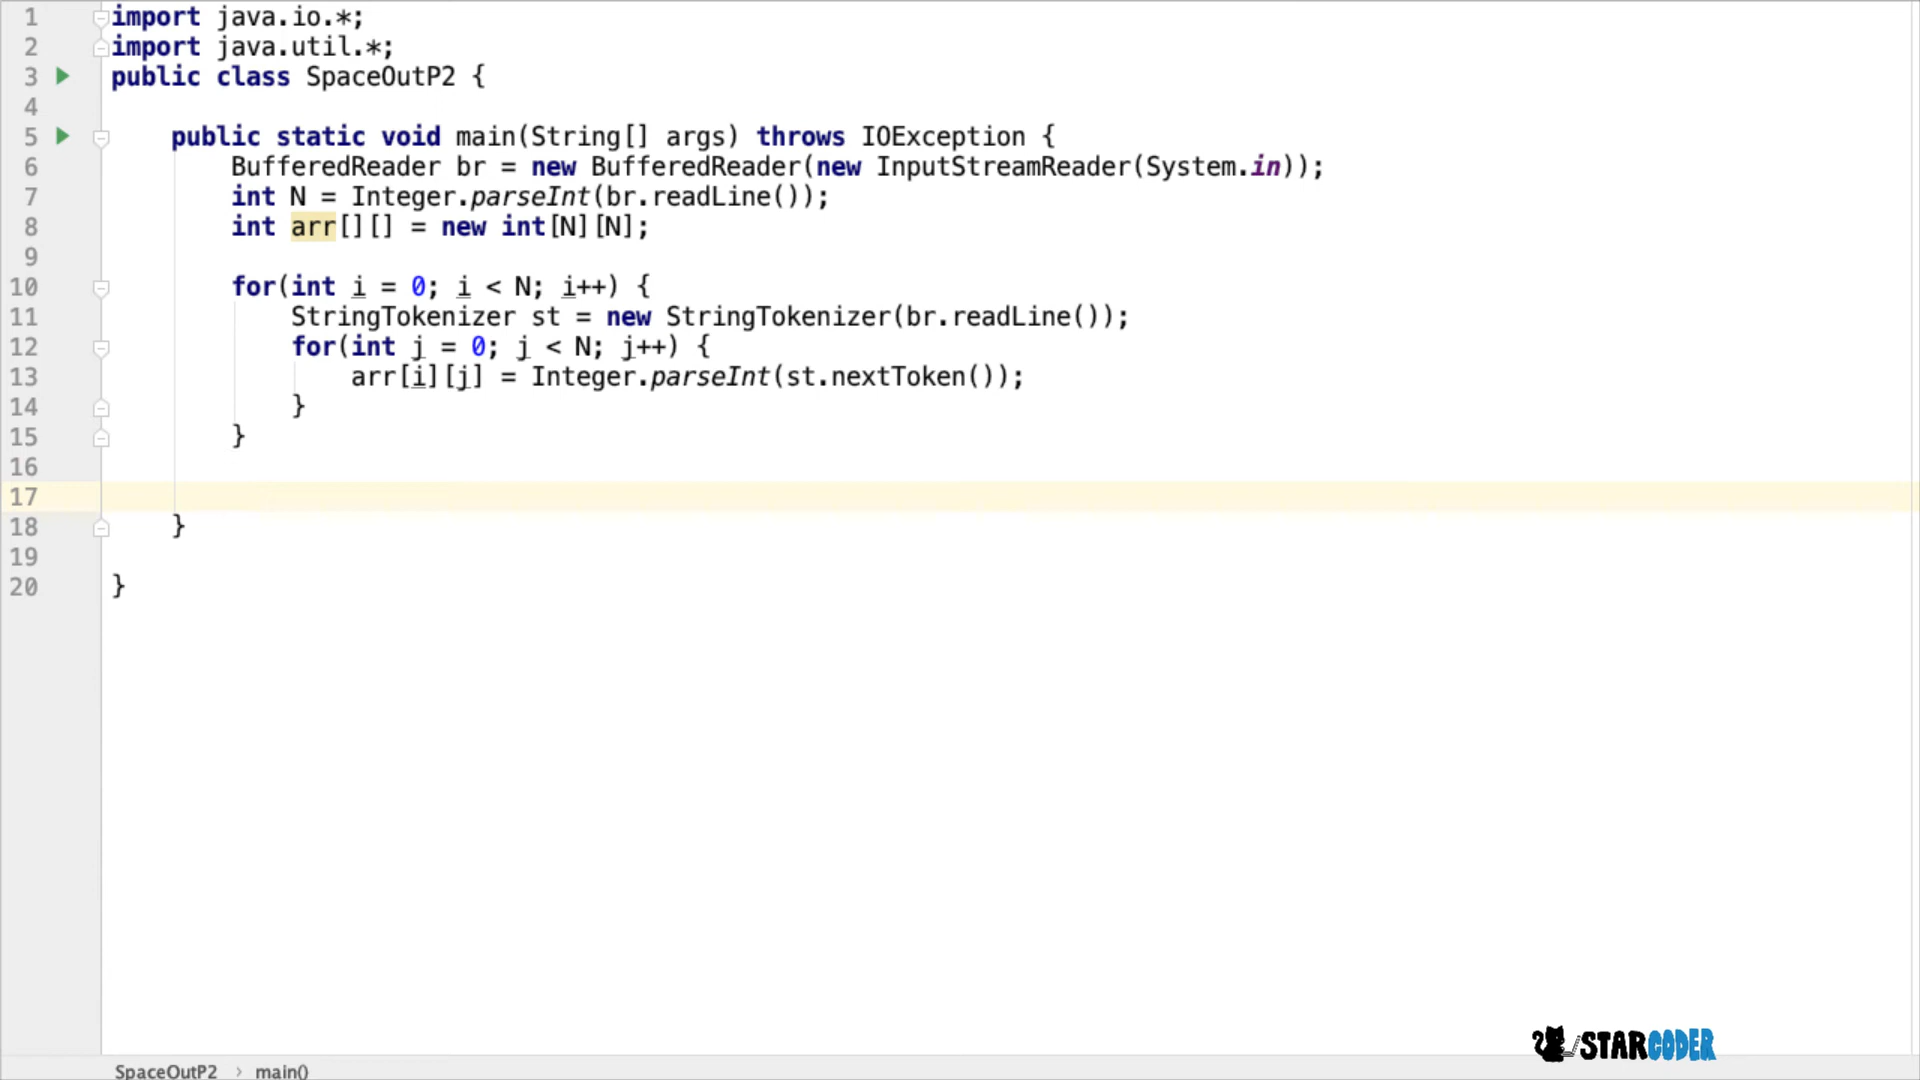 1 import java.io.*;
2 import java.util.*;
3 public class SpaceOutP2 {
4
5     public static void main(String[] args) throws IOException {
6         BufferedReader br = new BufferedReader(new InputStreamReader(System.in));
7         int N = Integer.parseInt(br.readLine());
8         int arr[][] = new int[N][N];
9
10         for(int i = 0; i < N; i++) {
11             StringTokenizer st = new StringTokenizer(br.readLine());
12             for(int j = 0; j < N; j++) {
13                 arr[i][j] = Integer.parseInt(st.nextToken());
14             }
15         }
16
17
18     }
19
20 }
STARCODER
SpaceOutP2 › main()